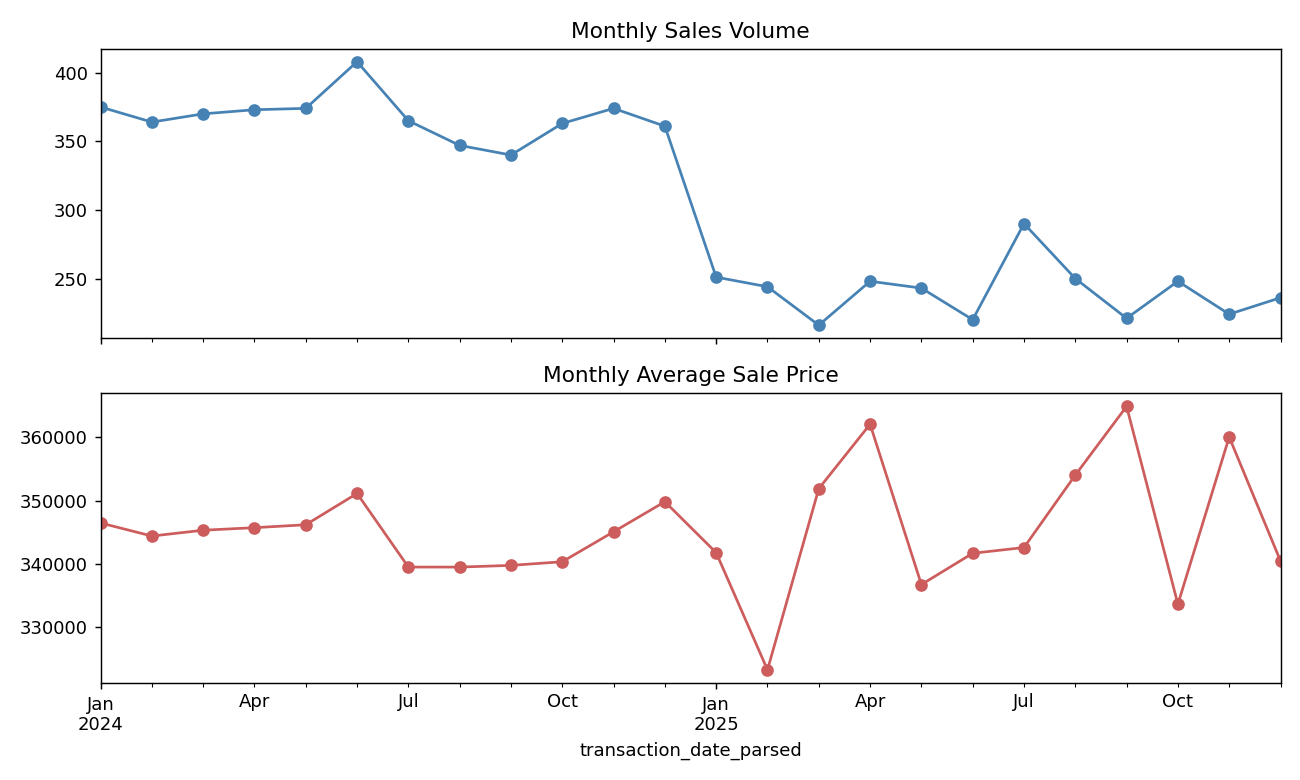 Monthly Sales Volume
400
350
300
250
Monthly Average Sale Price
360000
350000
340000
330000
Jan Apr Jul Oct Jan Apr Jul Oct
2024 2025
transaction_date_parsed